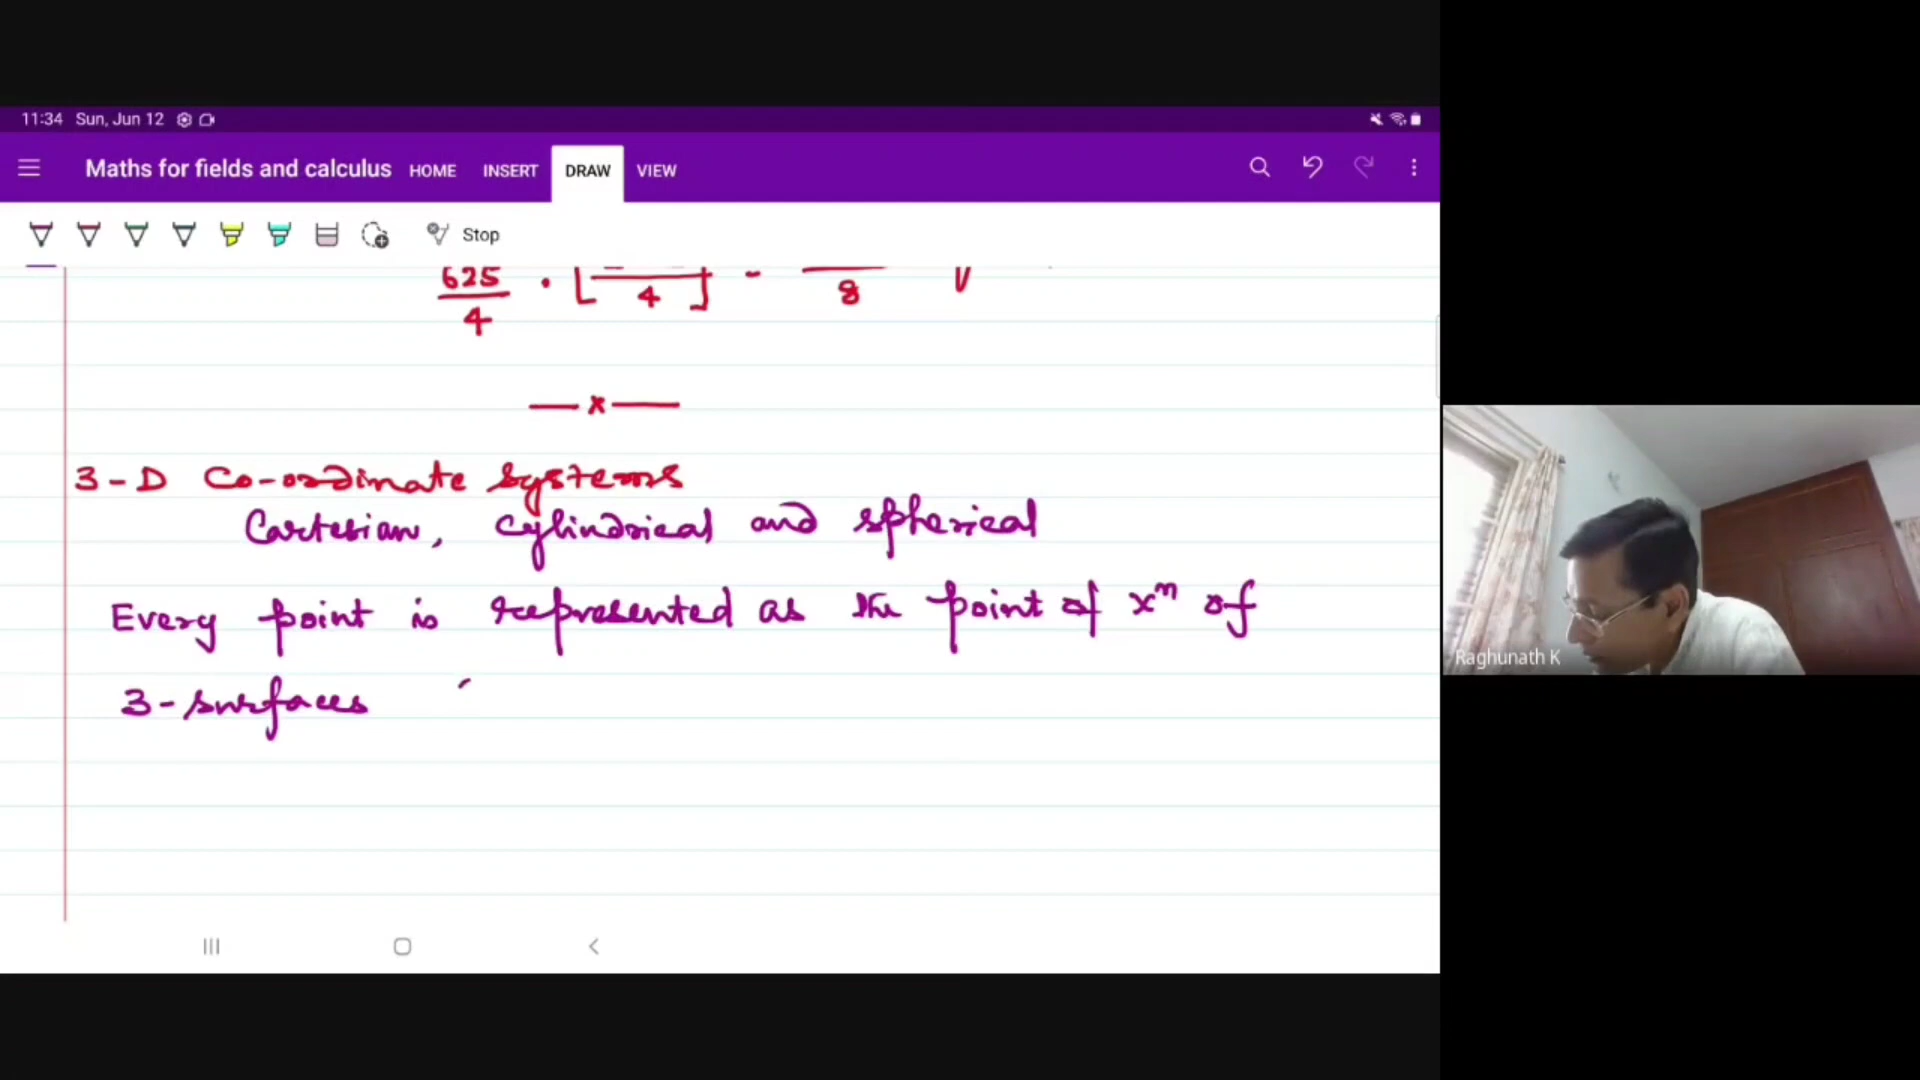 11:34 Sun, Jun 12
Maths for fields and calculus HOME INSERT DRAW VIEW
Stop
625/4 · [ /4] - /8
— x —
3-D Co-ordinate Systems
Cartesian, cylindrical and spherical
Every point is represented as the point of xⁿ of
3-surfaces
Raghunath K